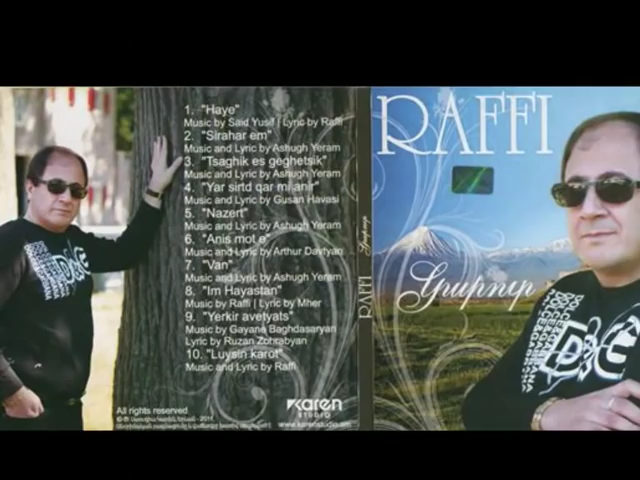 1. "Haye"
Music by Said Yusif | Lyric by Raffi
2. "Sirahar em"
Music and Lyric by Ashugh Yeram
3. "Tsaghik es geghetsik"
Music and Lyric by Ashugh Yeram
4. "Yar sirtd qar mi anir"
Music and Lyric by Gusan Havasi
5. "Nazert"
Music and Lyric by Ashugh Yeram
6. "Anis mot e"
Music and Lyric by Arthur Davtyan
7. "Van"
Music and Lyric by Ashugh Yeram
8. "Im Hayastan"
Music by Raffi | Lyric by Mher
9. "Yerkir avetyats"
Music by Gayane Baghdasaryan
Lyric by Ruzan Zohrabyan
10. "Luysin karot"
Music and Lyric by Raffi
All rights reserved
2011
karen
STUDIO
www.karenstudio.am
RAFFI
Կարոտ
RAFFI
Կարոտ
D&G
D&G